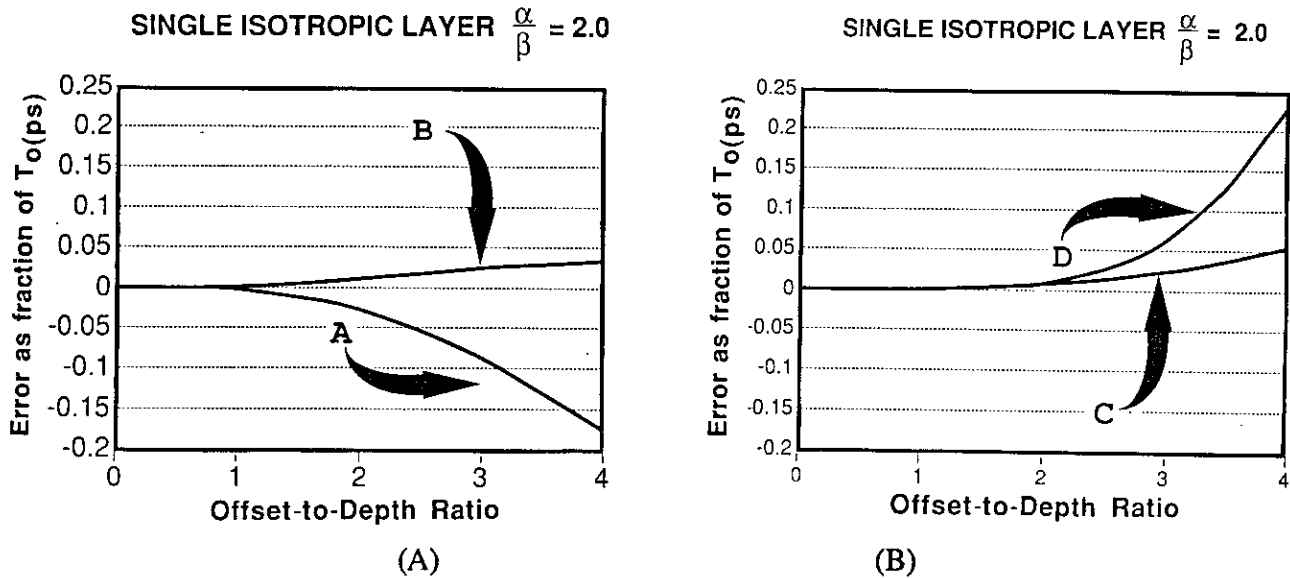 SINGLE ISOTROPIC LAYER α/β = 2.0
Error as fraction of To(ps)
0.25
0.2
0.15
0.1
0.05
0
-0.05
-0.1
-0.15
-0.2
B
A
0 1 2 3 4
Offset-to-Depth Ratio
(A)
SINGLE ISOTROPIC LAYER α/β = 2.0
Error as fraction of To(ps)
0.25
0.2
0.15
0.1
0.05
0
-0.05
-0.1
-0.15
-0.2
D
C
0 1 2 3 4
Offset-to-Depth Ratio
(B)